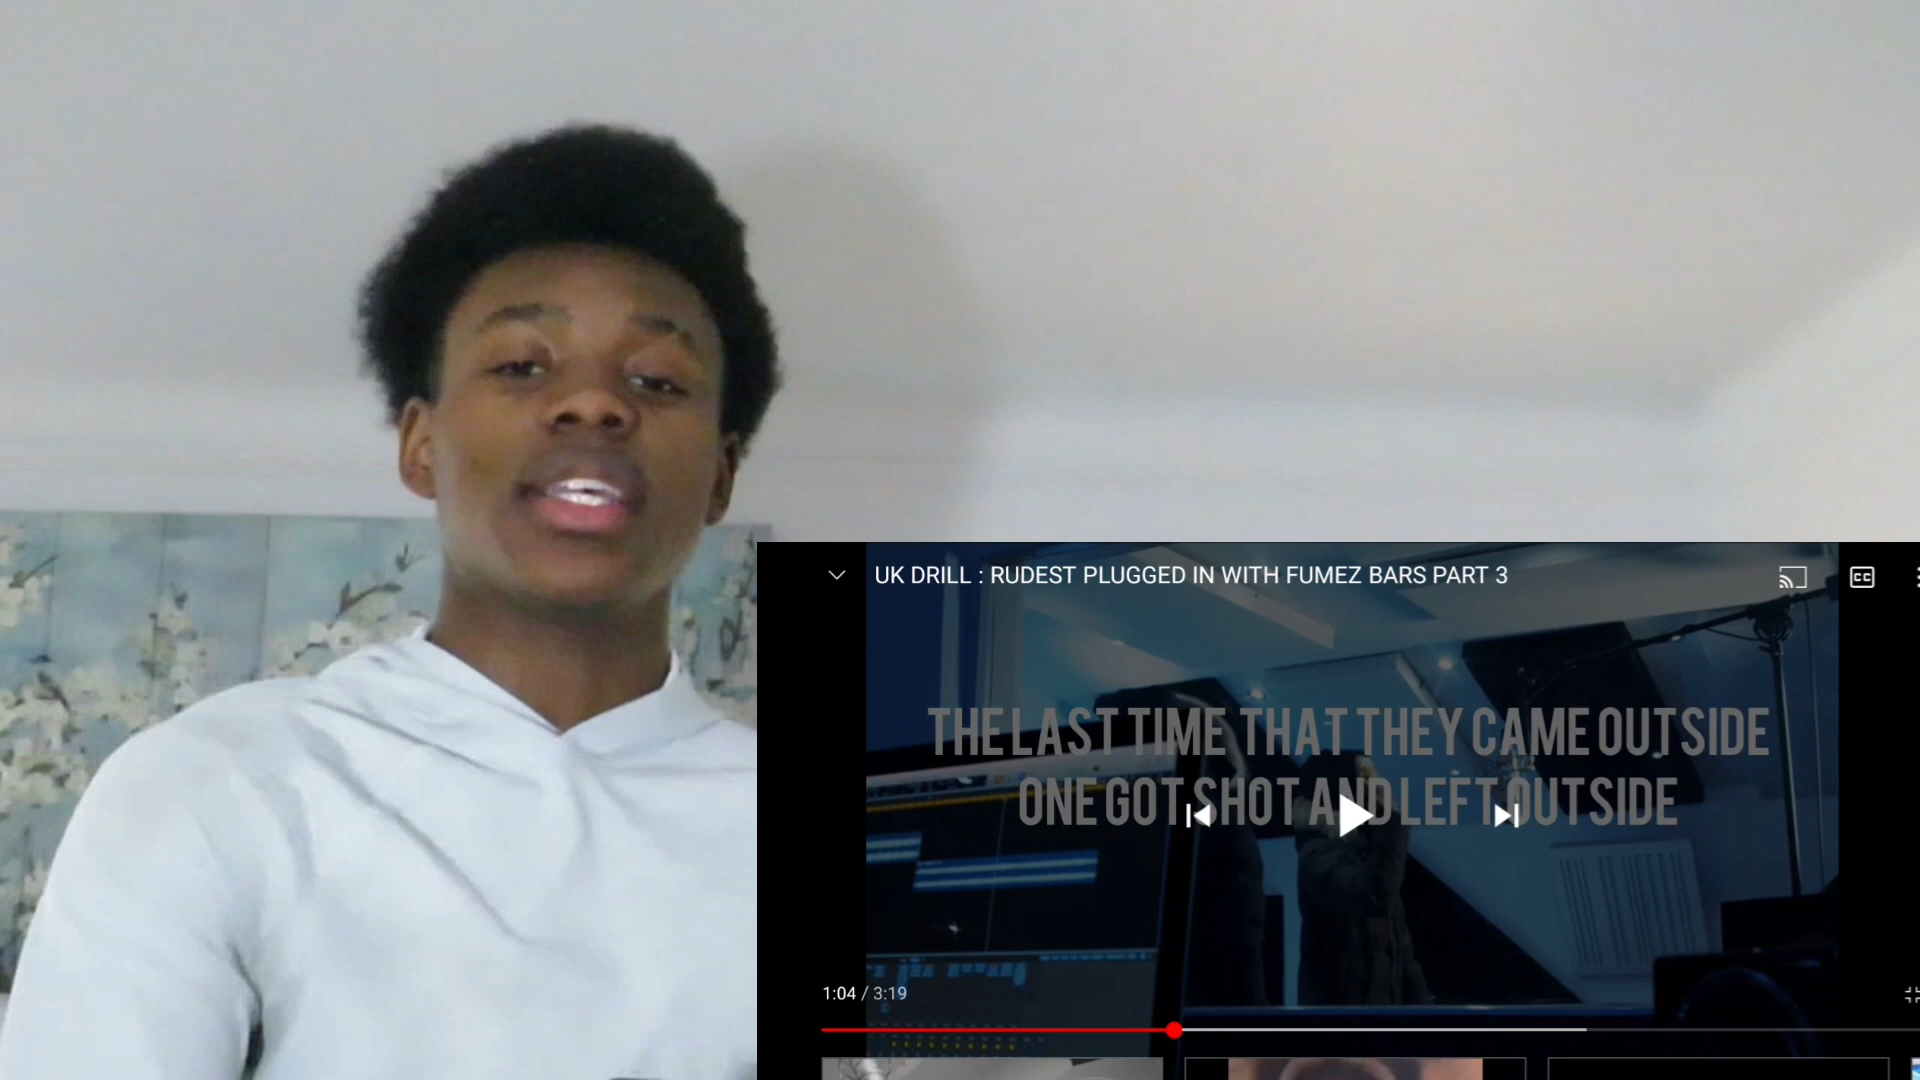 UK DRILL : RUDEST PLUGGED IN WITH FUMEZ BARS PART 3
CC
THE LAST TIME THAT THEY CAME OUTSIDE
ONE GOT SHOT AND LEFT OUTSIDE
1:04 / 3:19